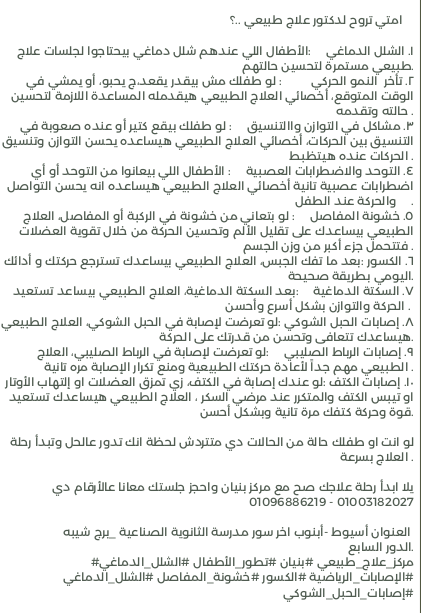 امتي تروح لدكتور علاج طبيعي ..؟
١. الشلل الدماغي :الأطفال اللي عندهم شلل دماغي بيحتاجوا لجلسات علاج
طبيعي مستمرة لتحسين حالتهم.
٢. تأخر النمو الحركي : لو طفلك مش بيقدر يقعد،ج يحبو، أو يمشي في
الوقت المتوقع، أخصائي العلاج الطبيعي هيقدمله المساعدة اللازمة لتحسين
حالته وتقدمه .
٣. مشاكل في التوازن واالتنسيق : لو طفلك بيقع كتير أو عنده صعوبة في
التنسيق بين الحركات، أخصائي العلاج الطبيعي هيساعده يحسن التوازن وتنسيق
الحركات عنده هيتظبط .
٤. التوحد والاضطرابات العصبية : الأطفال اللي بيعانوا من التوحد أو أي
اضطرابات عصبية تانية أخصائي العلاج الطبيعي هيساعده انه يحسن التواصل
والحركة عند الطفل .
٥. خشونة المفاصل : لو بتعاني من خشونة في الركبة أو المفاصل، العلاج
الطبيعي بيساعدك على تقليل الألم وتحسين الحركة من خلال تقوية العضلات
فتتحمل جزء أكبر من وزن الجسم .
٦. الكسور :بعد ما تفك الجبس، العلاج الطبيعي بيساعدك تسترجع حركتك و أدائك
اليومي بطريقة صحيحة.
٧. السكتة الدماغية :بعد السكتة الدماغية، العلاج الطبيعي بيساعد تستعيد
الحركة والتوازن بشكل أسرع وأحسن .
٨. إصابات الحبل الشوكي :لو تعرضت لإصابة في الحبل الشوكي، العلاج الطبيعي
هيساعدك تتعافى وتحسن من قدرتك على الحركة.
٩. إصابات الرباط الصليبي :لو تعرضت لإصابة في الرباط الصليبي، العلاج
الطبيعي مهم جداً لأعادة حركتك الطبيعية ومنع تكرار الإصابة مره تانية .
١٠. إصابات الكتف :لو عندك إصابة في الكتف، زي تمزق العضلات او إلتهاب الأوتار
او تيبس الكتف والمتكرر عند مرضي السكر ، العلاج الطبيعي هيساعدك تستعيد
قوة وحركة كتفك مرة تانية وبشكل أحسن.
لو انت او طفلك حالة من الحالات دي متتردش لحظة انك تدور عالحل وتبدأ رحلة
العلاج بسرعة .
يلا ابدأ رحلة علاجك صح مع مركز بنيان واحجز جلستك معانا عالأرقام دي
01003182027 - 01096886219
العنوان أسيوط -أبنوب اخر سور مدرسة الثانوية الصناعية _برج شيبه
الدور السابع.
#مركز_علاج_طبيعي #بنيان #تطور_الأطفال #الشلل_الدماغي
#الإصابات_الرياضية #الكسور #خشونة_المفاصل #الشلل_الدماغي
#إصابات_الحبل_الشوكي